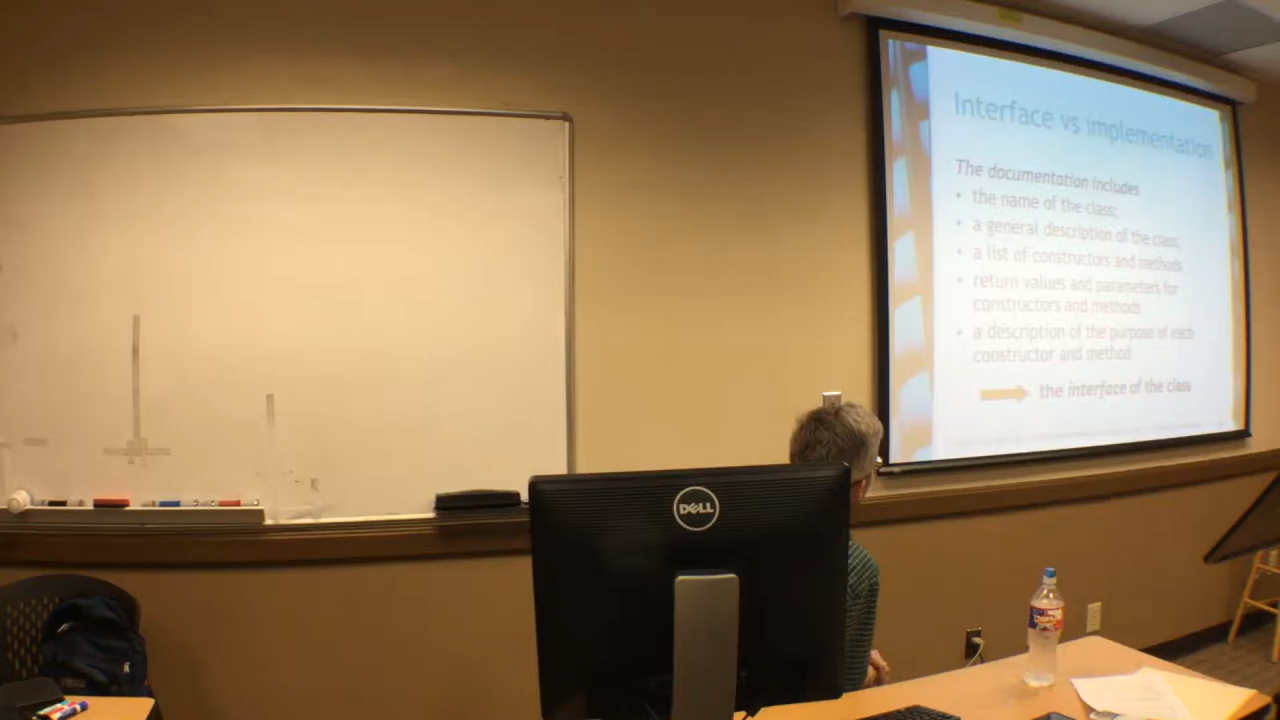 Interface vs implementation
The documentation includes
• the name of the class;
• a general description of the class;
• a list of constructors and methods
• return values and parameters for
constructors and methods
• a description of the purpose of each
constructor and method
the interface of the class
DELL